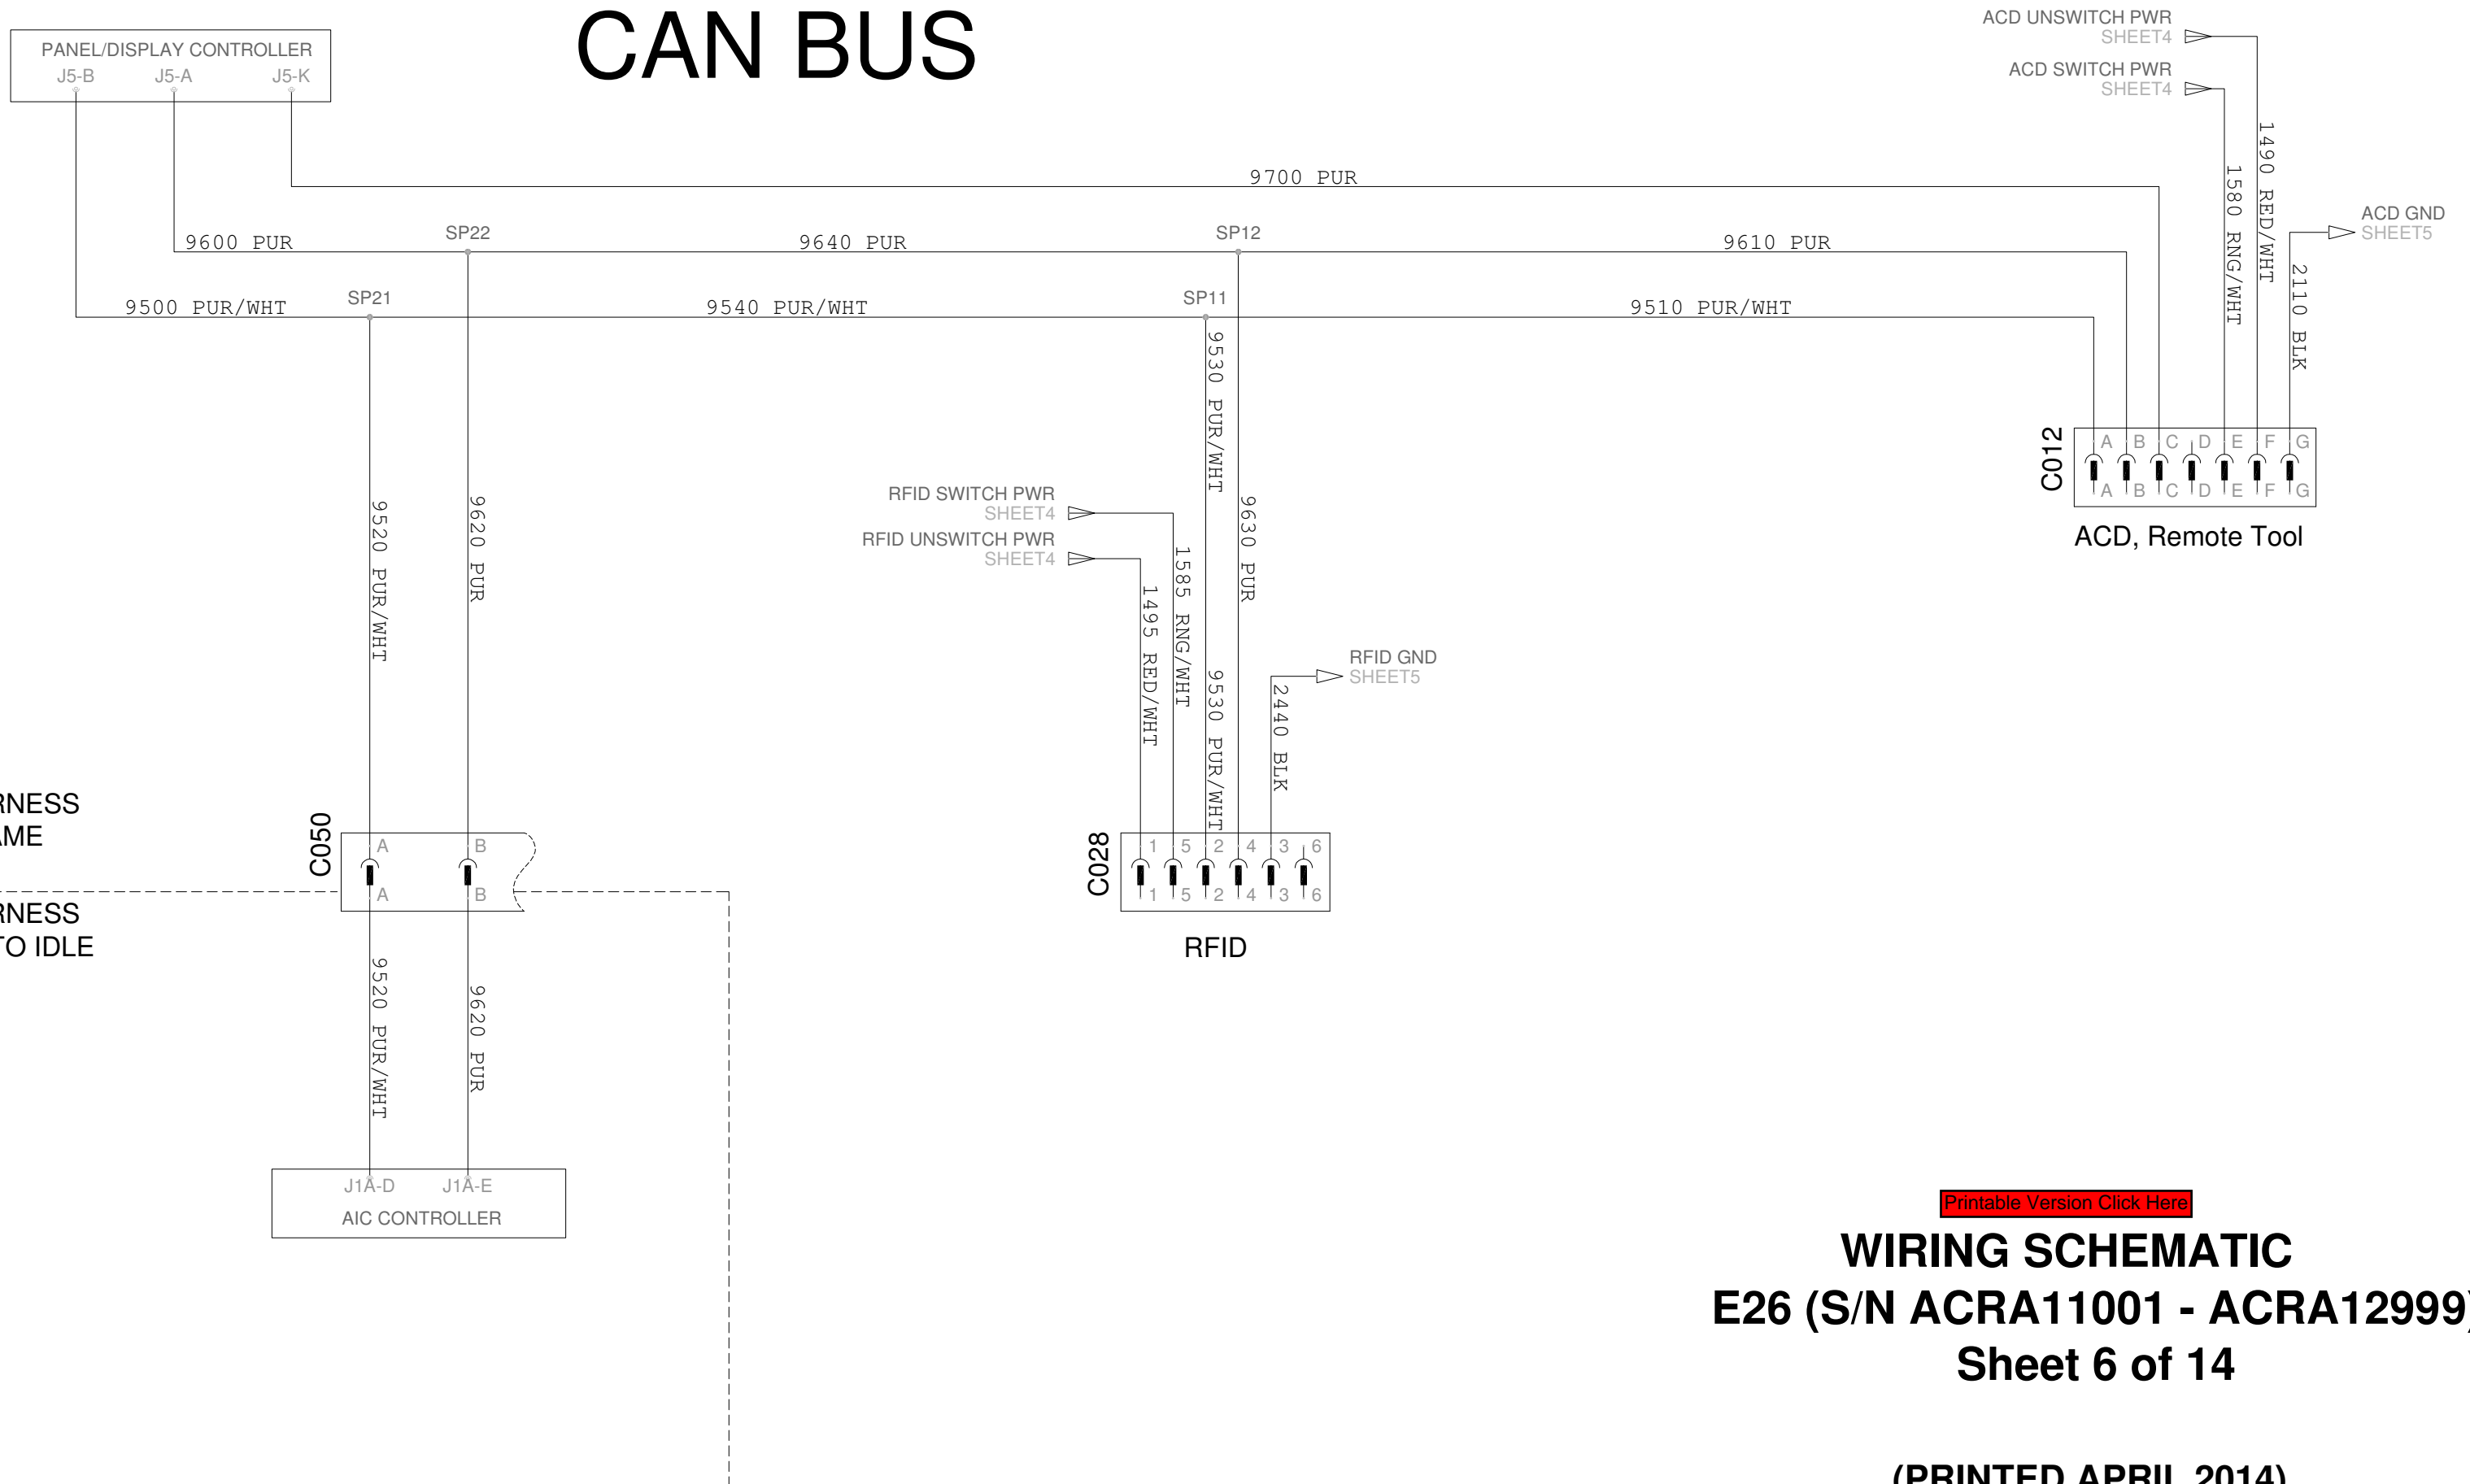 CAN BUS
PANEL/DISPLAY CONTROLLER
J5-B J5-A J5-K
ACD UNSWITCH PWR
SHEET4
ACD SWITCH PWR
SHEET4
1490 RED/WHT
1580 RNG/WHT
ACD GND
SHEET5
2110 BLK
9700 PUR
9600 PUR
SP22
9640 PUR
SP12
9610 PUR
9500 PUR/WHT
SP21
9540 PUR/WHT
SP11
9510 PUR/WHT
9530 PUR/WHT
9630 PUR
9520 PUR/WHT
9620 PUR
C012
A B C D E F G
A B C D E F G
ACD, Remote Tool
RFID SWITCH PWR
SHEET4
RFID UNSWITCH PWR
SHEET4
1585 RNG/WHT
1495 RED/WHT
9530 PUR/WHT
RFID GND
SHEET5
2440 BLK
RNESS
AME
C050
A B
A B
RNESS
TO IDLE
C028
1 5 2 4 3 6
1 5 2 4 3 6
RFID
9520 PUR/WHT
9620 PUR
J1A-D J1A-E
AIC CONTROLLER
Printable Version Click Here
WIRING SCHEMATIC
E26 (S/N ACRA11001 - ACRA12999)
Sheet 6 of 14
(PRINTED APRIL 2014)